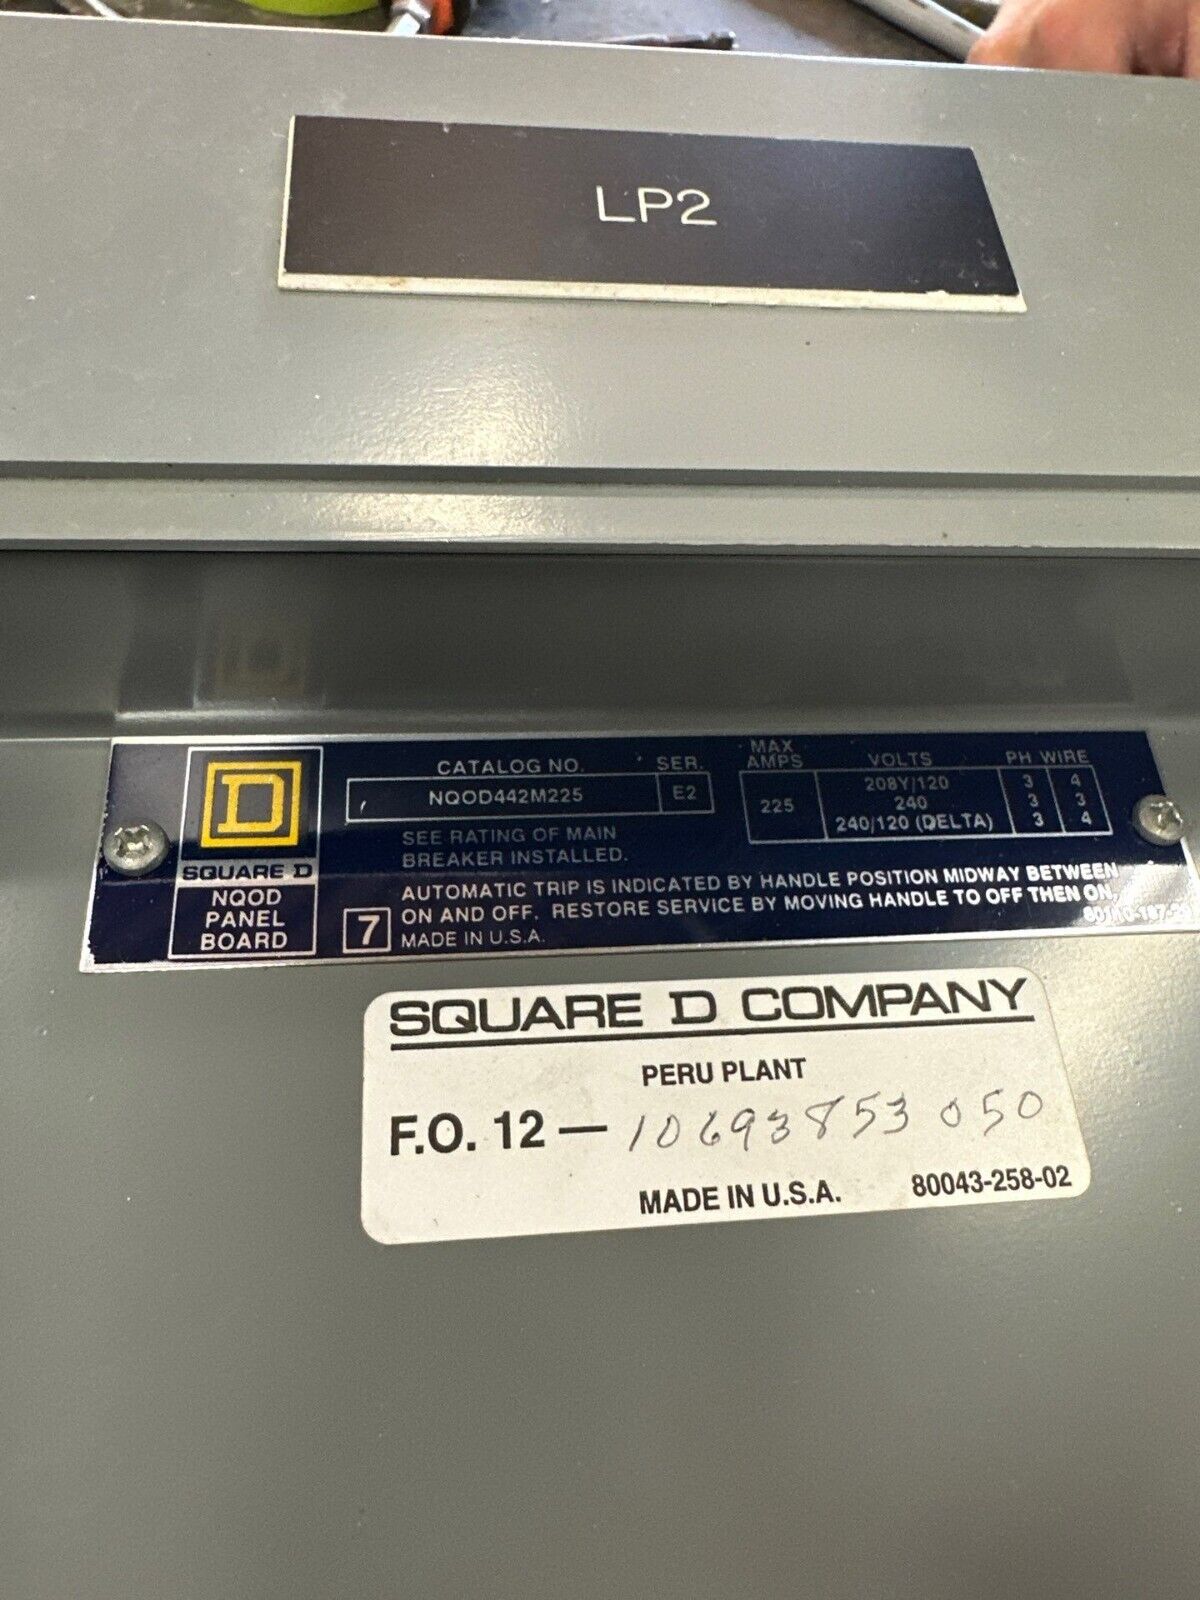 LP2
CATALOG NO. SER.
NQOD442M225 E2
MAX
AMPS VOLTS PH WIRE
225
208Y/120 3 4
240 3 3
240/120 (DELTA) 3 4
SEE RATING OF MAIN
BREAKER INSTALLED.
D
SQUARE D
NQOD
PANEL
BOARD
AUTOMATIC TRIP IS INDICATED BY HANDLE POSITION MIDWAY BETWEEN
ON AND OFF. RESTORE SERVICE BY MOVING HANDLE TO OFF THEN ON.
7 MADE IN U.S.A.
SQUARE D COMPANY
PERU PLANT
F.O. 12 — 10693853 050
MADE IN U.S.A. 80043-258-02